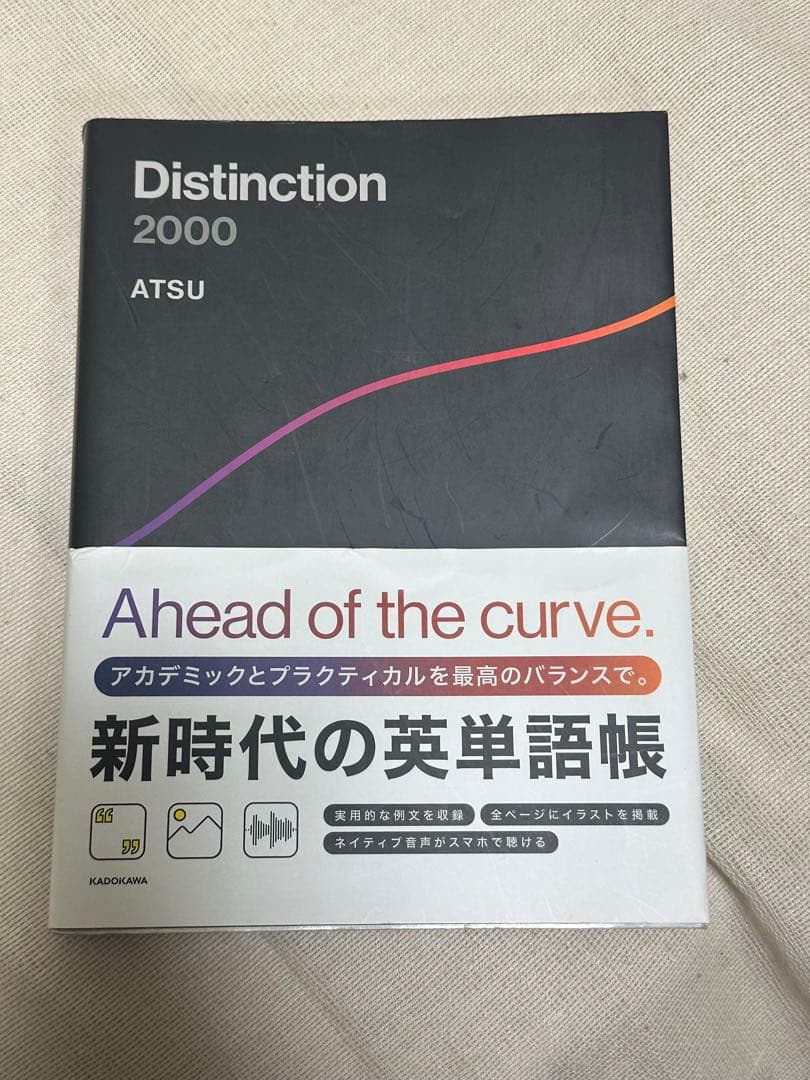 Distinction
2000
ATSU
Ahead of the curve.
アカデミックとプラクティカルを最高のバランスで。
新時代の英単語帳
実用的な例文を収録 全ページにイラストを掲載
ネイティブ音声がスマホで聴ける
KADOKAWA